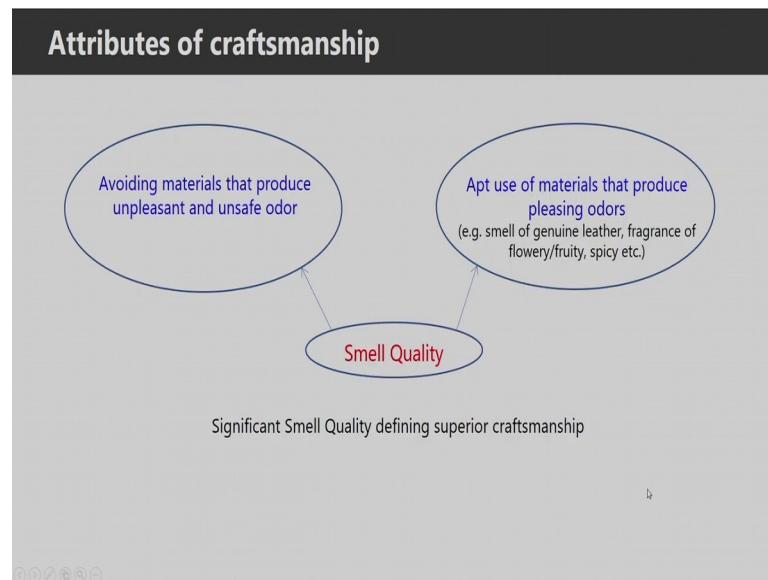 Attributes of craftsmanship
Avoiding materials that produce
unpleasant and unsafe odor
Apt use of materials that produce
pleasing odors
(e.g. smell of genuine leather, fragrance of
flowery/fruity, spicy etc.)
Smell Quality
Significant Smell Quality defining superior craftsmanship